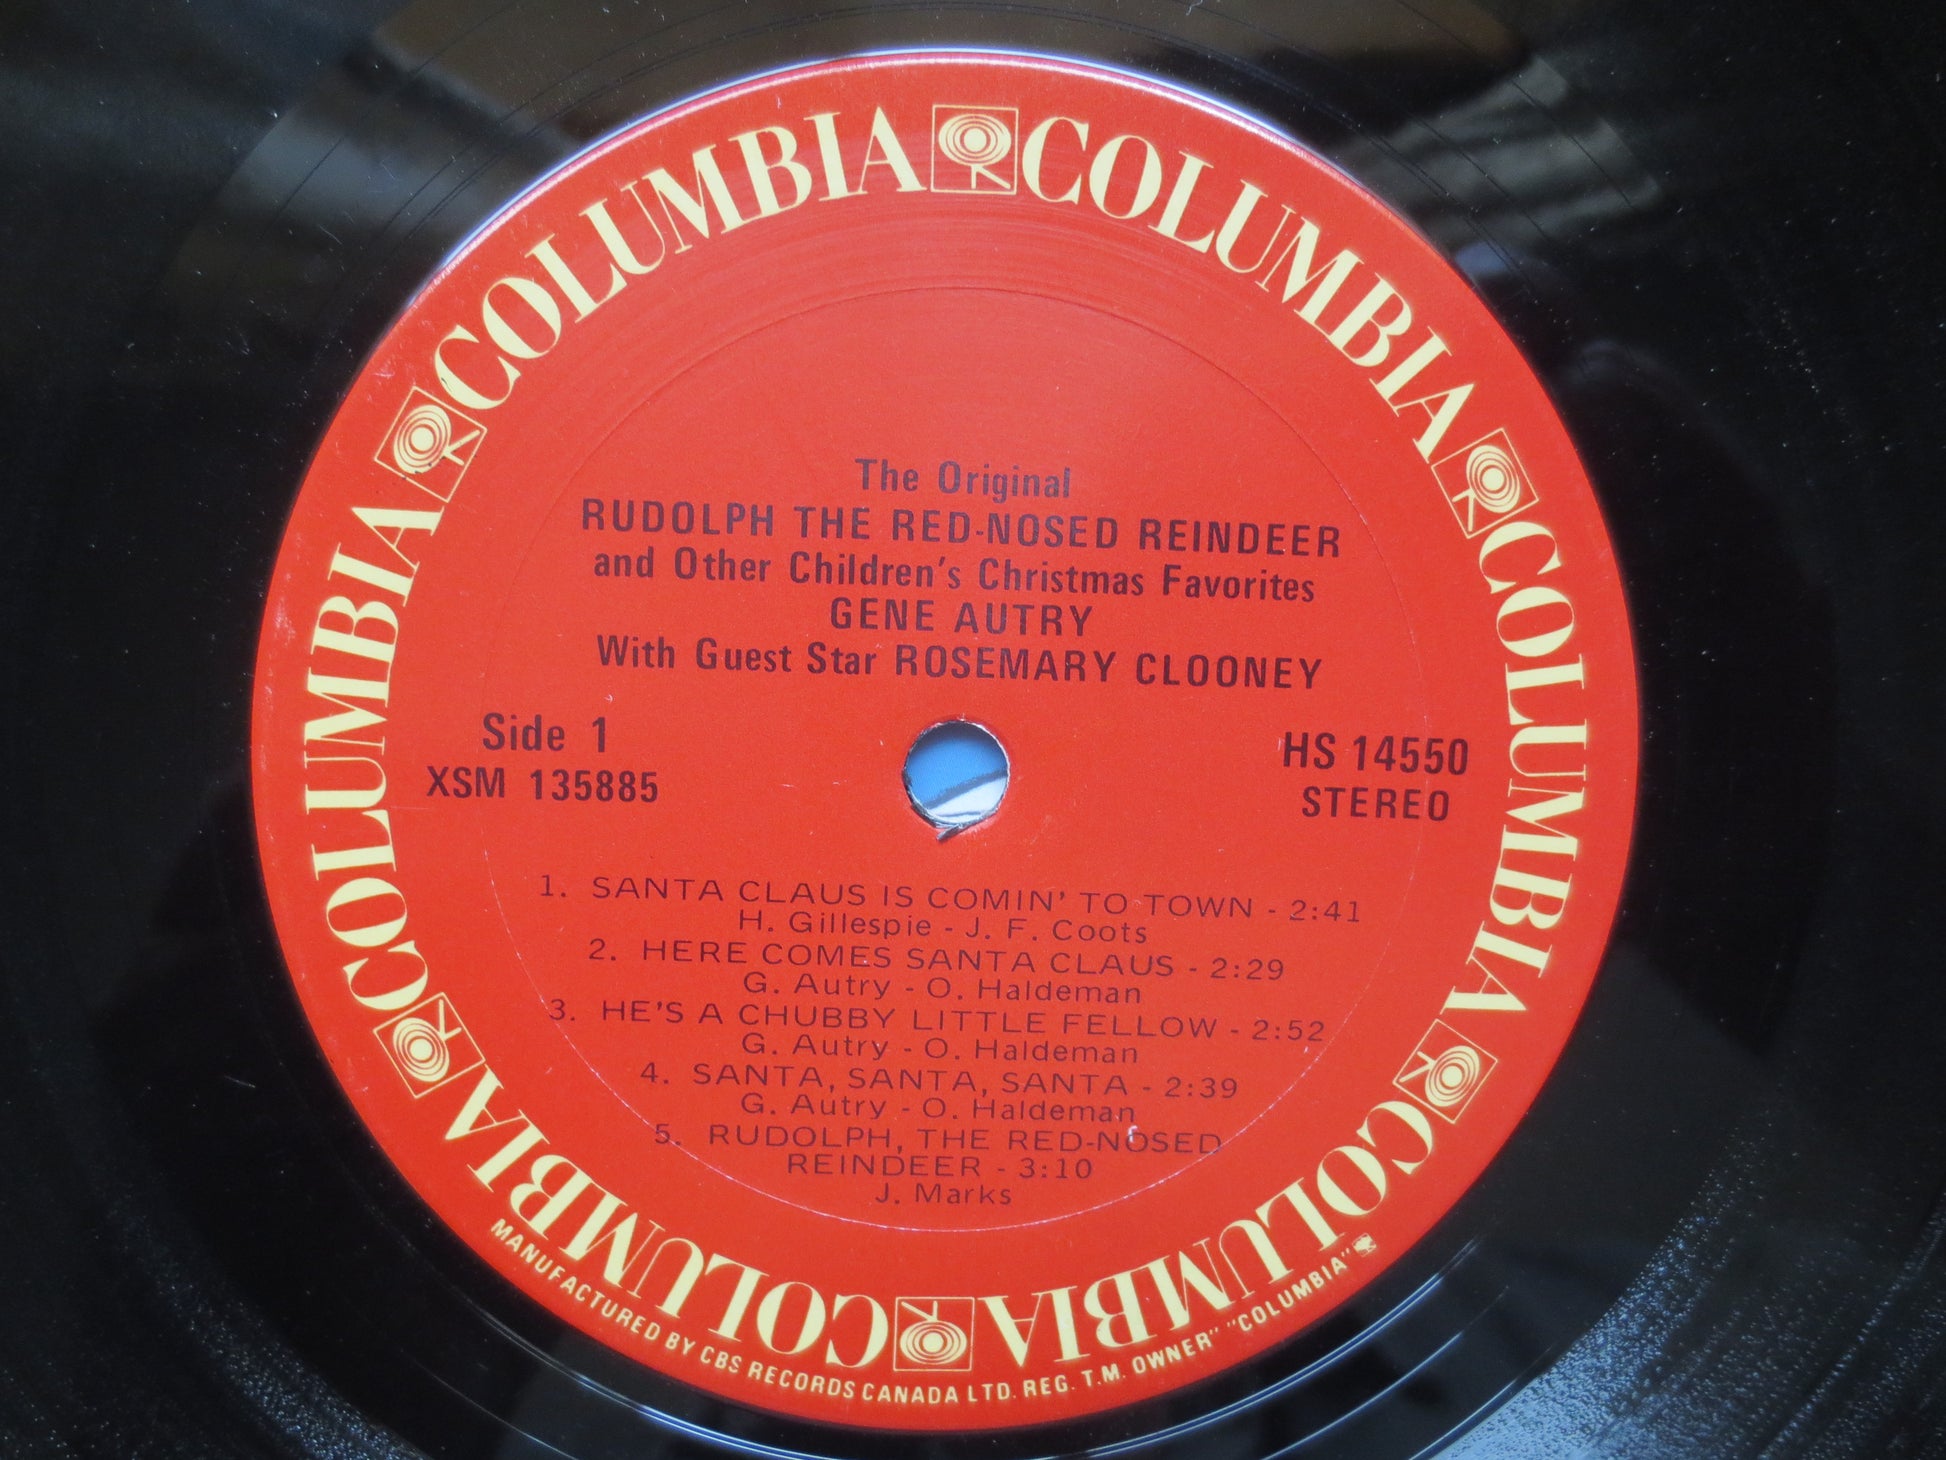 COLUMBIA COLUMBIA COLUMBIA COLUMBIA COLUMBIA COLUMBIA
The Original
RUDOLPH THE RED-NOSED REINDEER
and Other Children's Christmas Favorites
GENE AUTRY
With Guest Star ROSEMARY CLOONEY
Side 1
XSM 135885
HS 14550
STEREO
1. SANTA CLAUS IS COMIN' TO TOWN - 2:41
H. Gillespie - J. F. Coots
2. HERE COMES SANTA CLAUS - 2:29
G. Autry - O. Haldeman
3. HE'S A CHUBBY LITTLE FELLOW - 2:52
G. Autry - O. Haldeman
4. SANTA, SANTA, SANTA - 2:39
G. Autry - O. Haldeman
5. RUDOLPH, THE RED-NOSED
REINDEER - 3:10
J. Marks
MANUFACTURED BY CBS RECORDS CANADA LTD. REG. T.M. OWNER" "COLUMBIA"